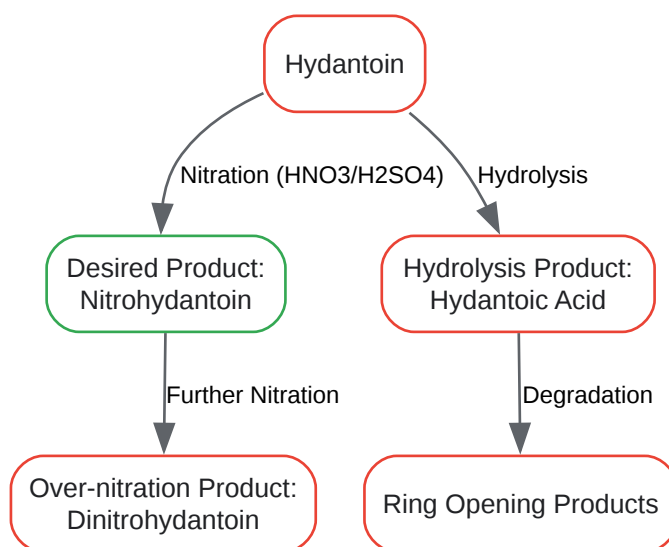 Hydantoin
Nitration (HNO3/H2SO4)
Hydrolysis
Desired Product:
Nitrohydantoin
Hydrolysis Product:
Hydantoic Acid
Further Nitration
Degradation
Over-nitration Product:
Dinitrohydantoin
Ring Opening Products